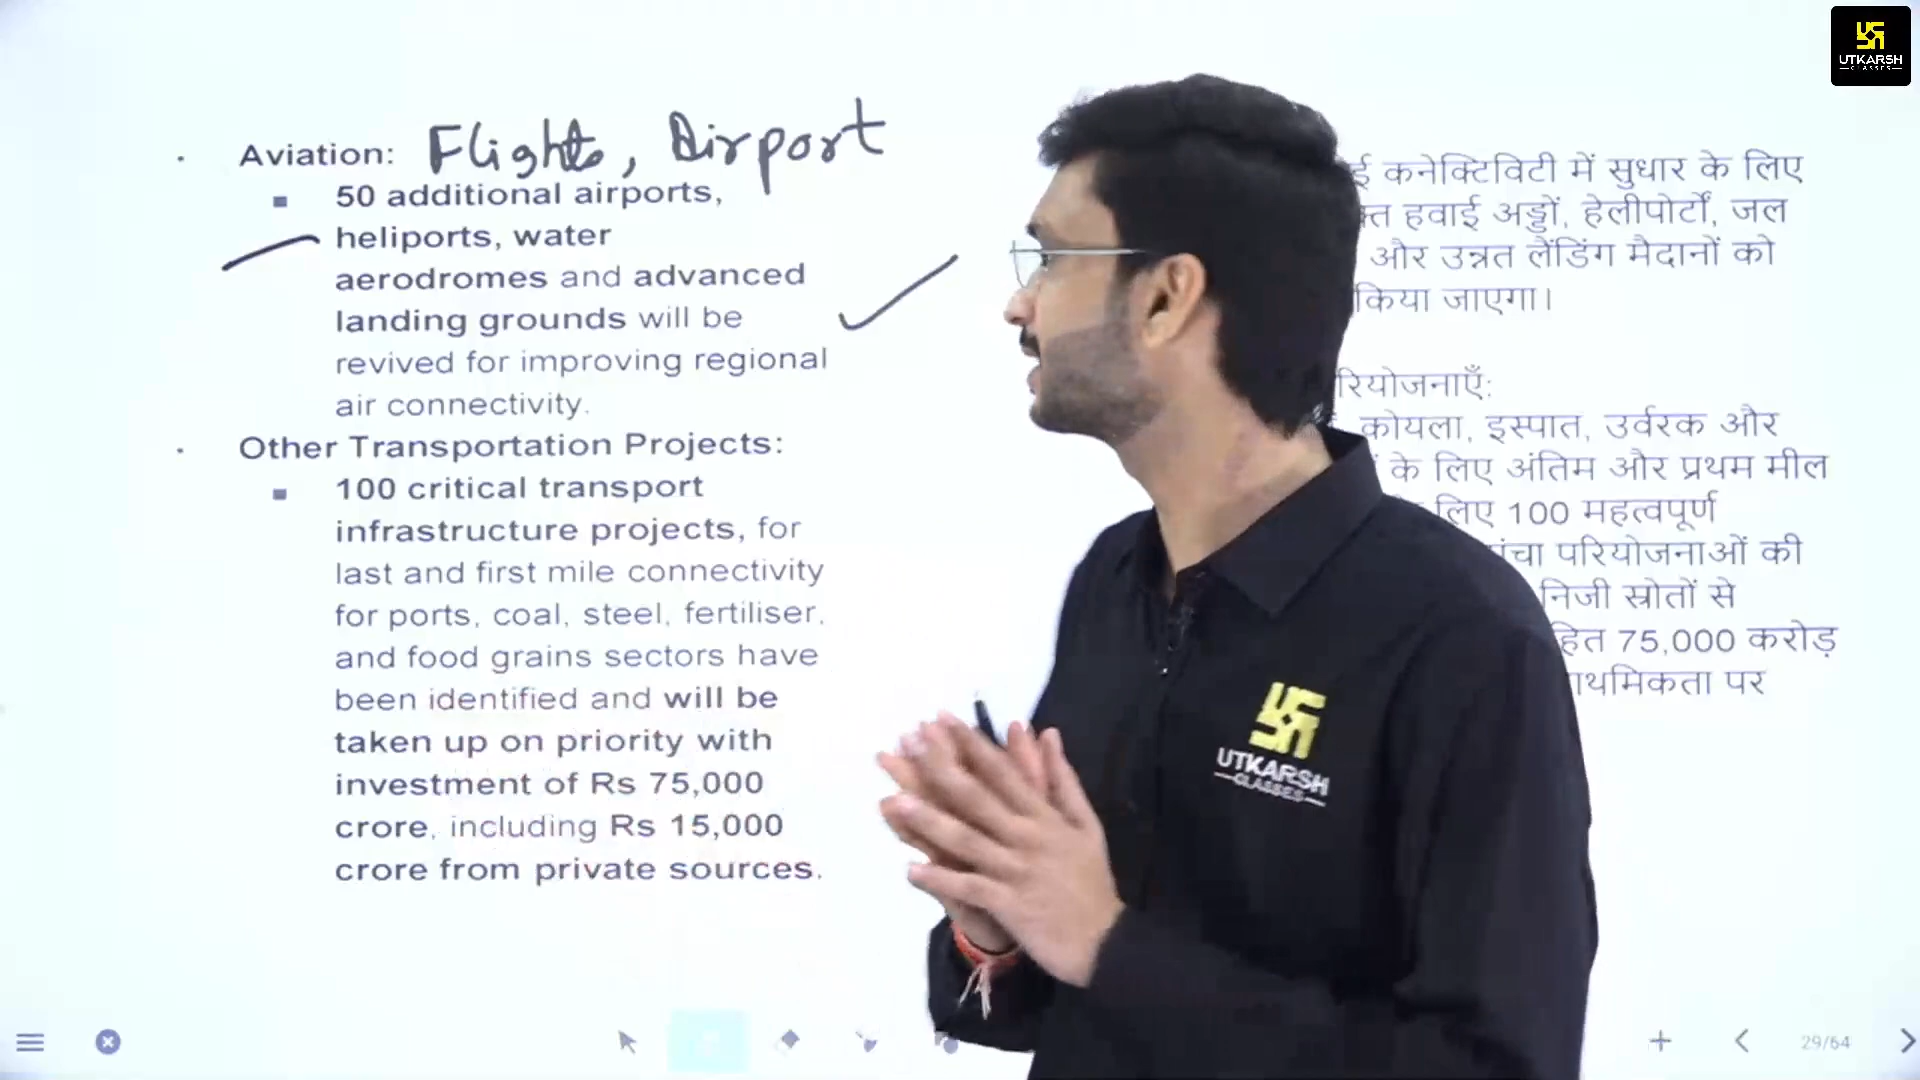 UTKARSH
CLASSES
Aviation: Flights, Airport
50 additional airports,
heliports, water
aerodromes and advanced
landing grounds will be
revived for improving regional
air connectivity.
Other Transportation Projects:
100 critical transport
infrastructure projects, for
last and first mile connectivity
for ports, coal, steel, fertiliser,
and food grains sectors have
been identified and will be
taken up on priority with
investment of Rs 75,000
crore, including Rs 15,000
crore from private sources.
कनेक्टिविटी में सुधार के लिए
हवाई अड्डों, हेलीपोर्टों, जल
और उन्नत लैंडिंग मैदानों को
किया जाएगा।
कोयला, इस्पात, उर्वरक और
के लिए अंतिम और प्रथम मील
लिए 100 महत्वपूर्ण
परियोजनाओं की
निजी स्रोतों से
75,000 करोड़
पर
UTKARSH
CLASSES
29/54